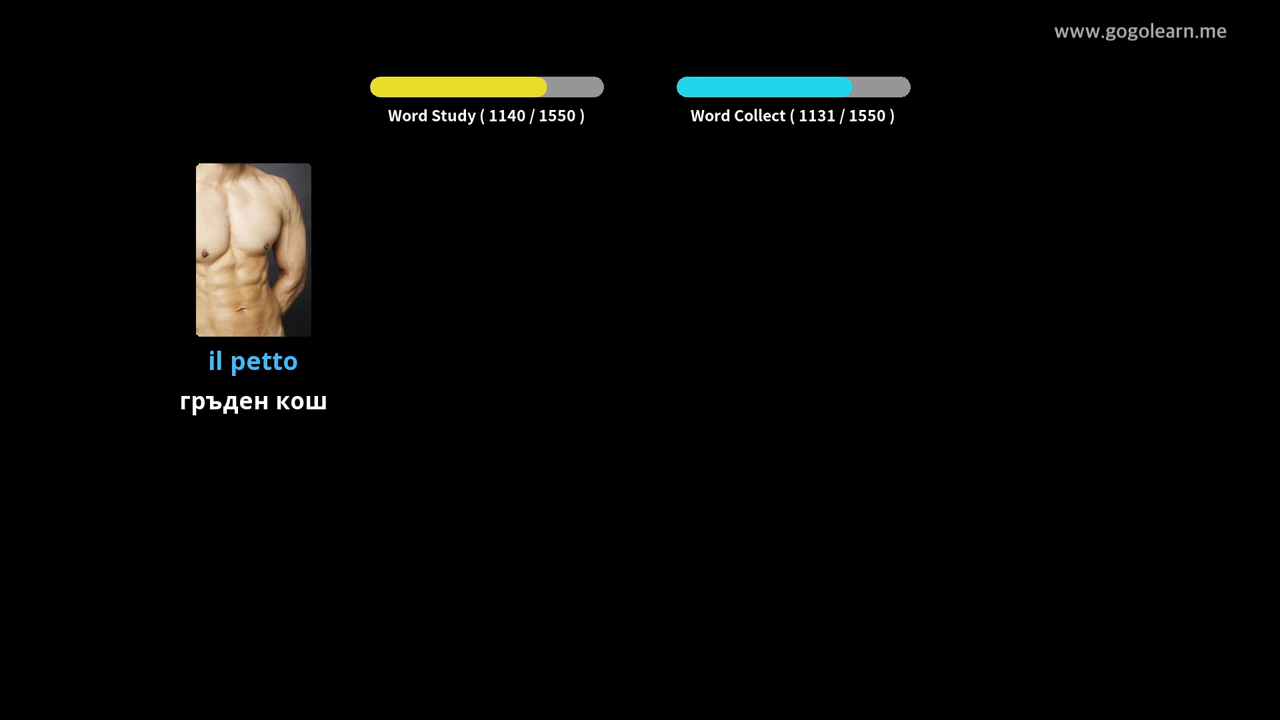 www.gogolearn.me
Word Study ( 1140 / 1550 )
Word Collect ( 1131 / 1550 )
il petto
гръден кош